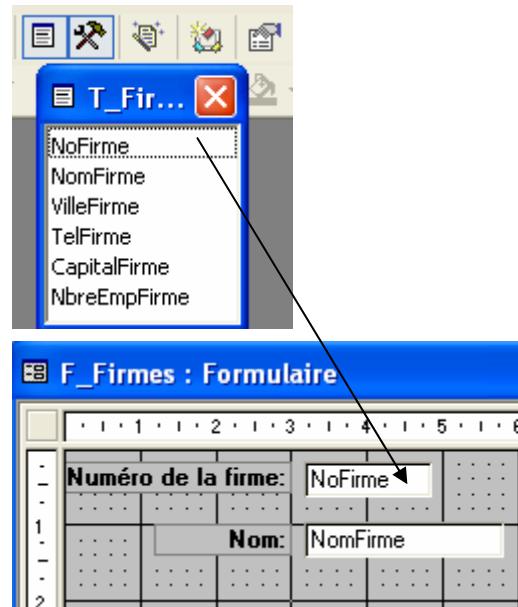 T_Fir...
NoFirme
NomFirme
VilleFirme
TelFirme
CapitalFirme
NbreEmpFirme
F_Firmes : Formulaire
1 2 3 4 5 6
Numéro de la firme: NoFirme
1
Nom: NomFirme
2